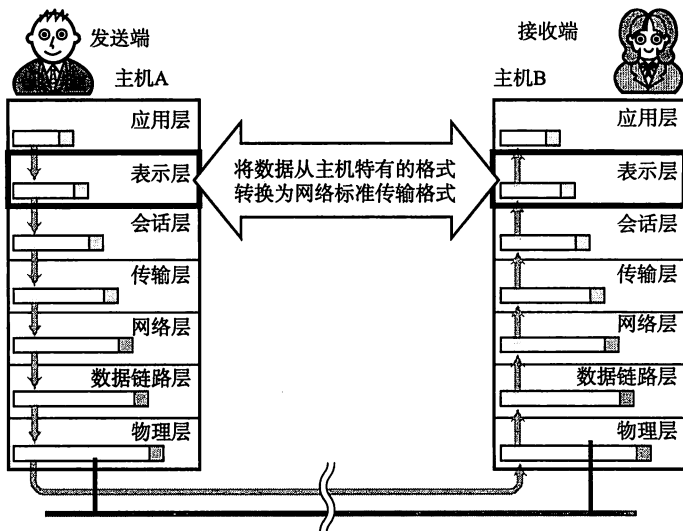 发送端
主机A
应用层
表示层
会话层
传输层
网络层
数据链路层
物理层
将数据从主机特有的格式
转换为网络标准传输格式
接收端
主机B
应用层
表示层
会话层
传输层
网络层
数据链路层
物理层